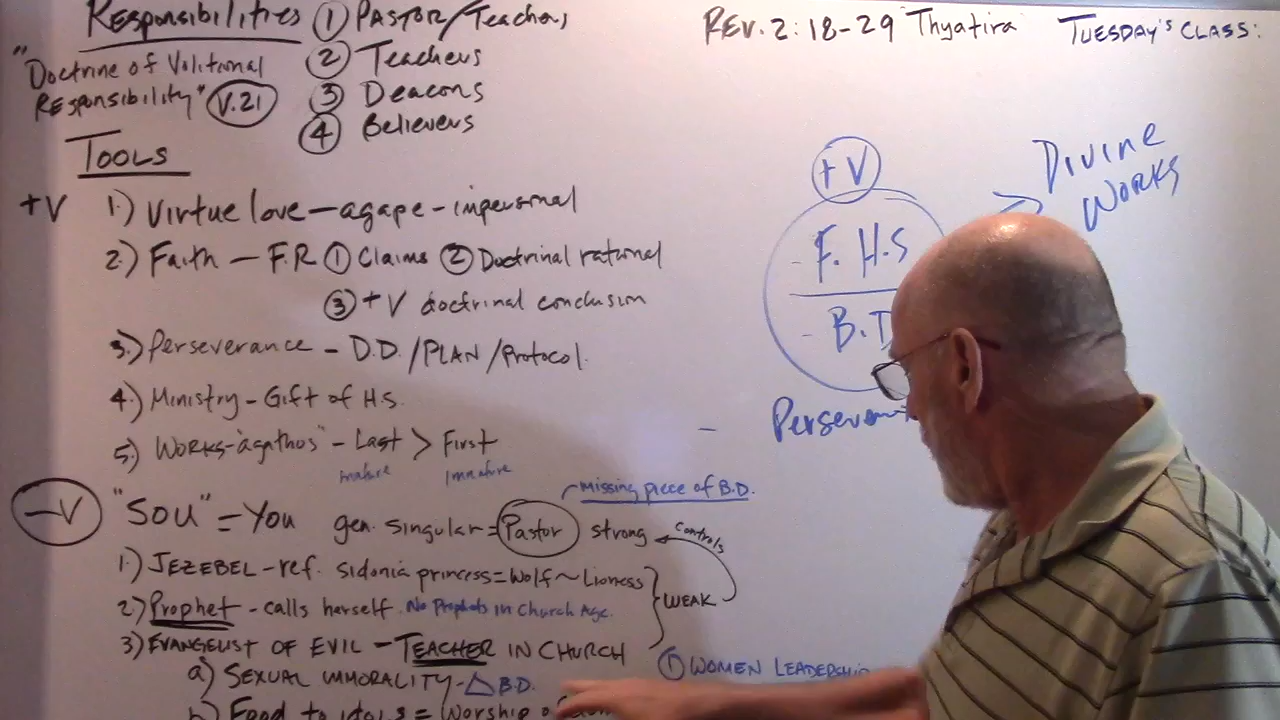 Responsibilities ① PASTOR/Teachers
"Doctrine of Volitional
Responsibility" V.21
② Teachers
③ Deacons
④ Believers
TOOLS
+V 1.) Virtue love - agape - impersonal
2.) Faith - F.R ① Claims ② Doctrinal rational
③ +V doctrinal conclusion
3.) Perseverance - D.D. / PLAN / Protocol.
4.) Ministry - Gift of H.S.
5.) Works - "agathos" - Last > First
mature immature
-V "SOU" = You gen. singular = Pastor strong
Missing piece of B.D.
controls
1.) JEZEBEL - ref. Sidonia princess = Wolf ~ Lioness
2) Prophet - calls herself No Prophets in Church Age.
WEAK
3) EVANGELIST OF EVIL - TEACHER IN CHURCH
a) SEXUAL IMMORALITY - △ B.D.
b) Food to idols = Worship
① WOMEN LEADERSHIP
REV. 2:18-29 Thyatira
TUESDAY'S CLASS:
+V
F. H.S
B.D
> Divine
Works